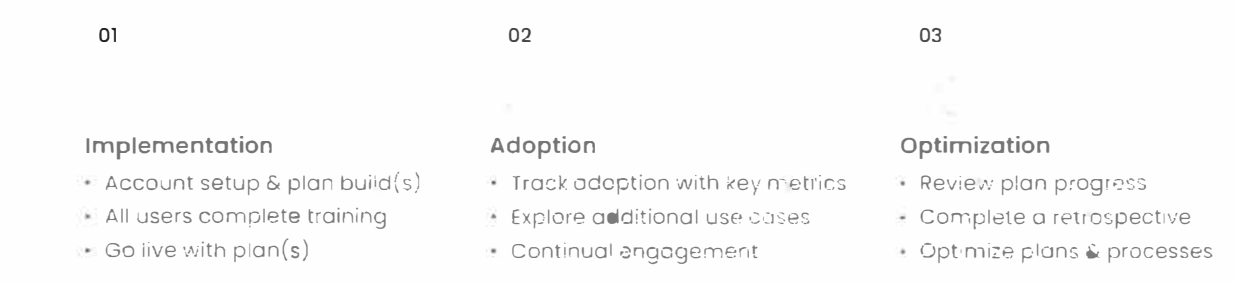 01
Implementation
• Account setup & plan build(s)
• All users complete training
• Go live with plan(s)
02
Adoption
• Track adoption with key metrics
• Explore additional use cases
• Continual engagement
03
Optimization
• Review plan progress
• Complete a retrospective
• Optimize plans & processes